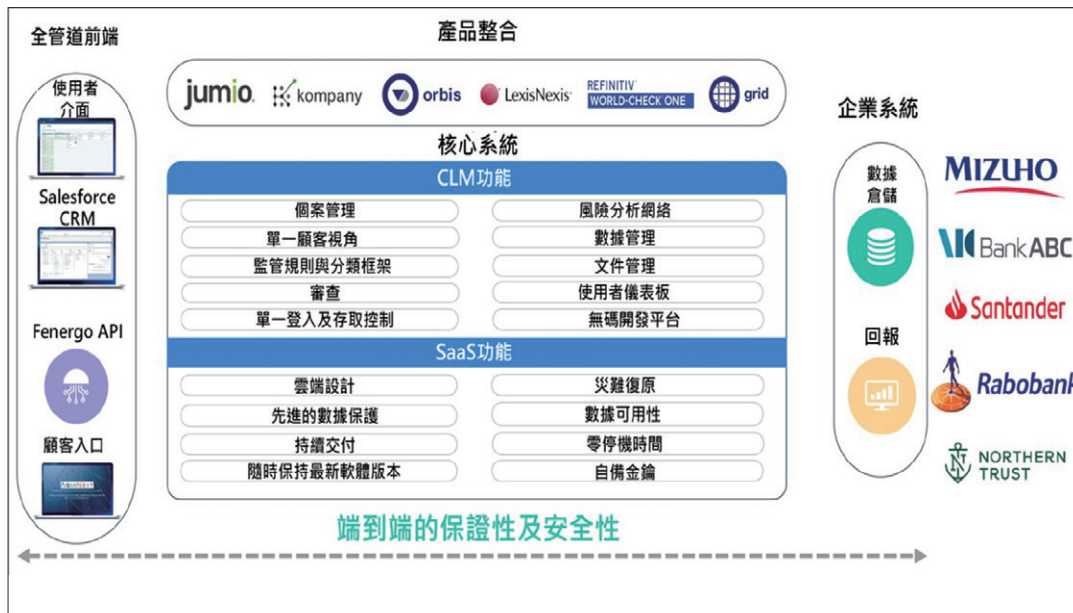 全管道前端
使用者
介面
Salesforce
CRM
Fenergo API
顧客入口
產品整合
jumio.
kompany
orbis
LexisNexis
REFINITIV
WORLD-CHECK ONE
grid
核心系統
CLM功能
個案管理
風險分析網絡
單一顧客視角
數據管理
監管規則與分類框架
文件管理
審查
使用者儀表板
單一登入及存取控制
無碼開發平台
SaaS功能
雲端設計
災難復原
先進的數據保護
數據可用性
持續交付
零停機時間
隨時保持最新軟體版本
自備金鑰
企業系統
數據
倉儲
回報
MIZUHO
Bank ABC
Santander
Rabobank
NORTHERN
TRUST
端到端的保證性及安全性